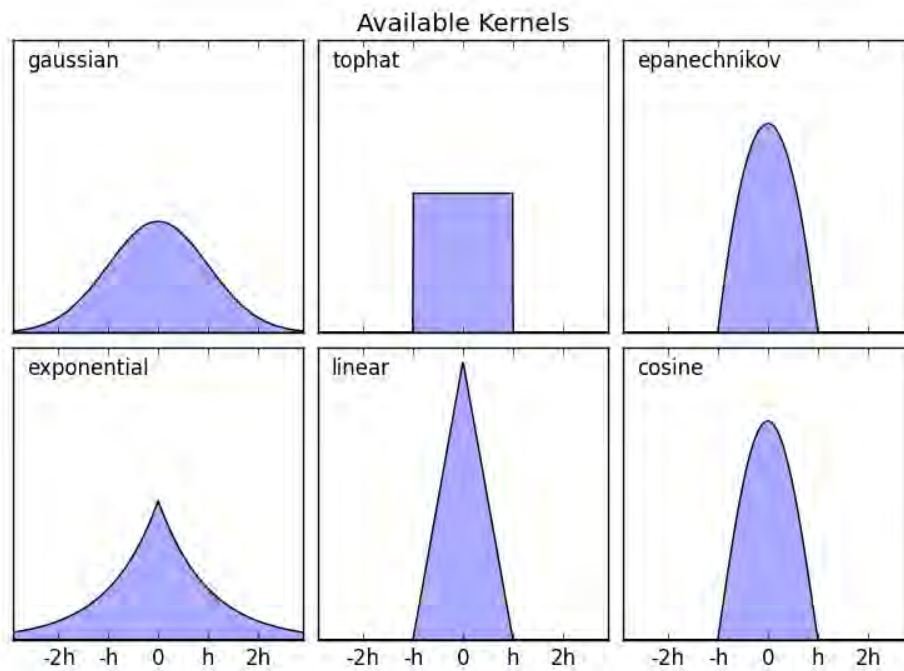 Available Kernels
gaussian
tophat
epanechnikov
exponential
linear
cosine
-2h -h 0 h 2h
-2h -h 0 h 2h
-2h -h 0 h 2h